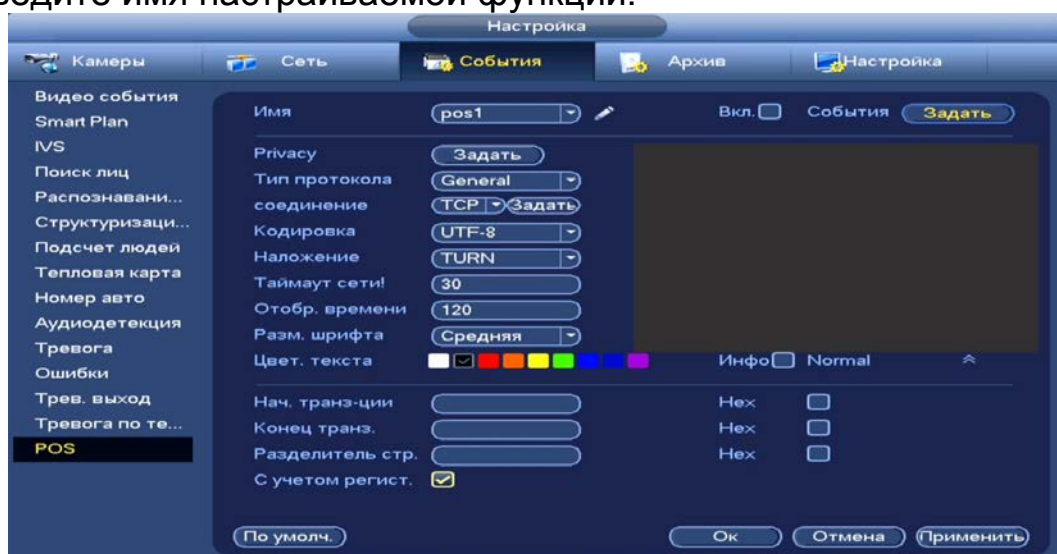 водите имя настраиваемой функции.
Настройка
Камеры Сеть События Архив Настройка
Видео события
Smart Plan
IVS
Поиск лиц
Распознавани...
Структуризаци...
Подсчет людей
Тепловая карта
Номер авто
Аудиодетекция
Тревога
Ошибки
Трев. выход
Тревога по те...
POS
Имя pos1 Вкл. События Задать
Privacy Задать
Тип протокола General
соединение TCP Задать
Кодировка UTF-8
Наложение TURN
Таймаут сети! 30
Отобр. времени 120
Разм. шрифта Средняя
Цвет. текста Инфо Normal
Нач. транз-ции Hex
Конец транз. Hex
Разделитель стр. Hex
С учетом регист.
По умолч. Ок Отмена Применить